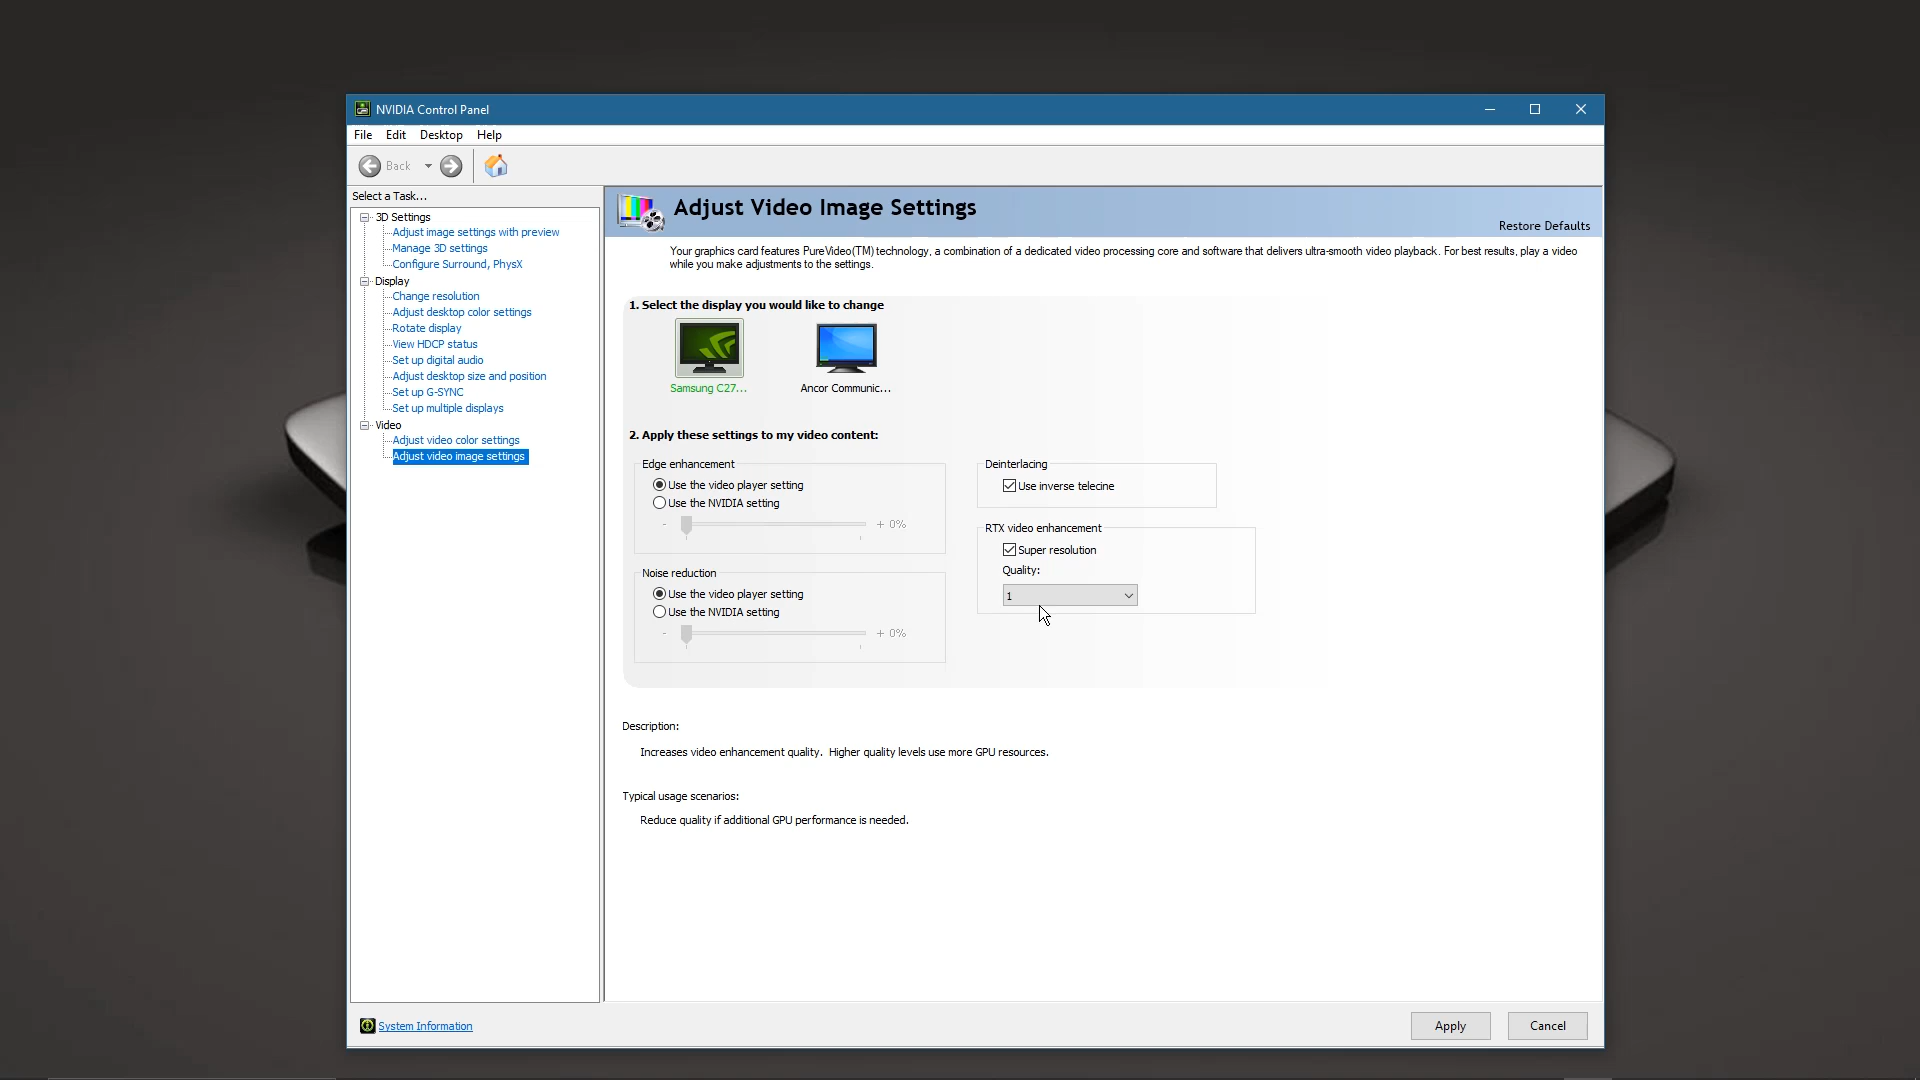 NVIDIA Control Panel
File Edit Desktop Help
Back
Select a Task...
3D Settings
Adjust image settings with preview
Manage 3D settings
Configure Surround, PhysX
Display
Change resolution
Adjust desktop color settings
Rotate display
View HDCP status
Set up digital audio
Adjust desktop size and position
Set up G-SYNC
Set up multiple displays
Video
Adjust video color settings
Adjust video image settings
System Information
Adjust Video Image Settings
Restore Defaults
Your graphics card features PureVideo(TM) technology, a combination of a dedicated video processing core and software that delivers ultra-smooth video playback. For best results, play a video
while you make adjustments to the settings.
1. Select the display you would like to change
Samsung C27... Ancor Communic...
2. Apply these settings to my video content:
Edge enhancement
Use the video player setting
Use the NVIDIA setting
- + 0%
Noise reduction
Use the video player setting
Use the NVIDIA setting
- + 0%
Deinterlacing
Use inverse telecine
RTX video enhancement
Super resolution
Quality:
1
Description:
Increases video enhancement quality. Higher quality levels use more GPU resources.
Typical usage scenarios:
Reduce quality if additional GPU performance is needed.
Apply Cancel